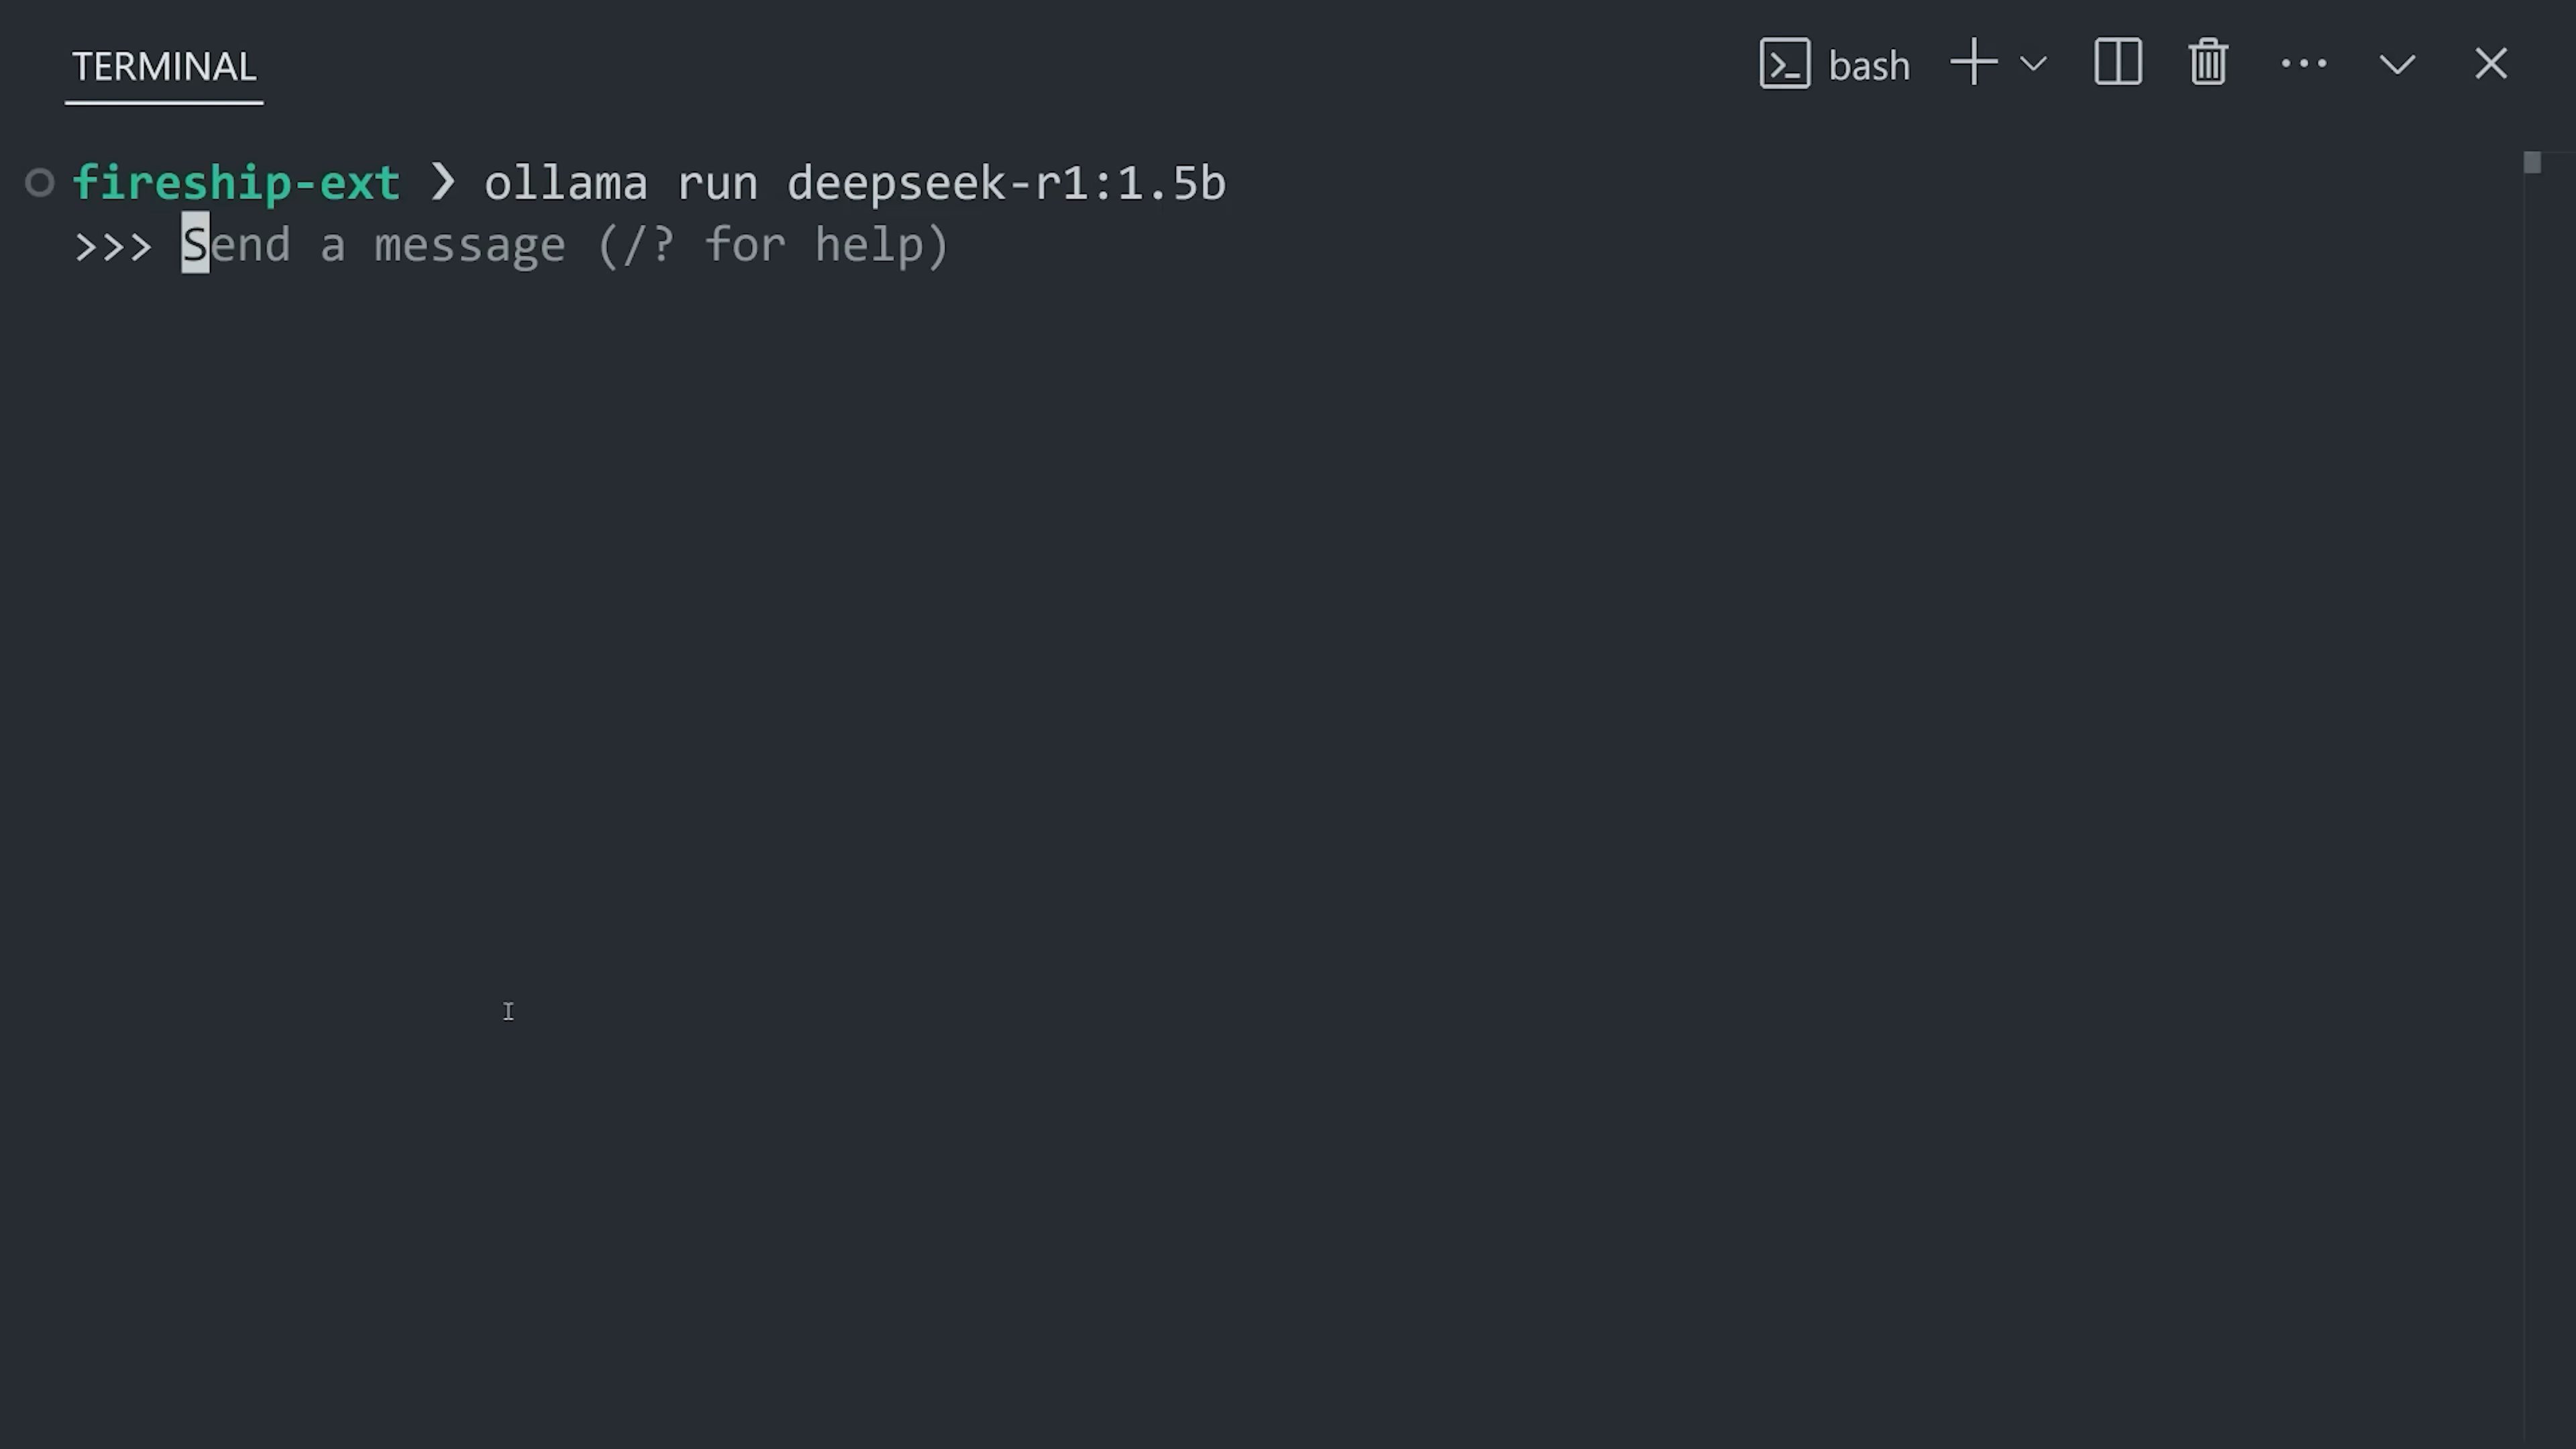 TERMINAL
bash
fireship-ext ❯ ollama run deepseek-r1:1.5b
>>> Send a message (/? for help)